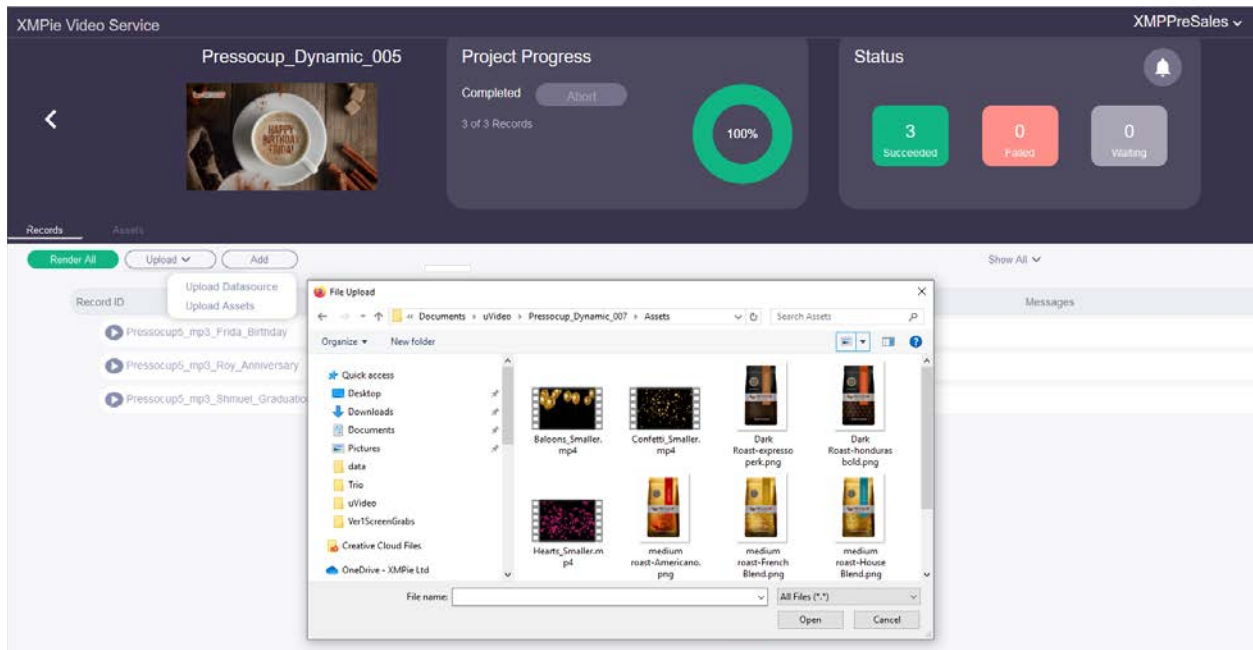 XMPie Video Service
XMPPreSales
Pressocup_Dynamic_005
HAPPY
BIRTHDAY
FRIDA!
Project Progress
Completed
Abort
3 of 3 Records
100%
Status
3
Succeeded
0
Failed
0
Waiting
Records
Assets
Render All
Upload
Add
Show All
Upload Datasource
Upload Assets
Record ID
Messages
Pressocup5_mp3_Frida_Birthday
Pressocup5_mp3_Roy_Anniversary
Pressocup5_mp3_Shmuel_Graduatio
File Upload
« Documents › uVideo › Pressocup_Dynamic_007 › Assets
Search Assets
Organize
New folder
Quick access
Desktop
Downloads
Documents
Pictures
data
Trio
uVideo
Ver1ScreenGrabs
Creative Cloud Files
OneDrive - XMPie Ltd
Baloons_Smaller.
mp4
Confetti_Smaller.
mp4
Dark
Roast-expresso
perk.png
Dark
Roast-honduras
bold.png
Hearts_Smaller.m
p4
medium
roast-Americano.
png
medium
roast-French
Blend.png
medium
roast-House
Blend.png
File name:
All Files (*.*)
Open
Cancel